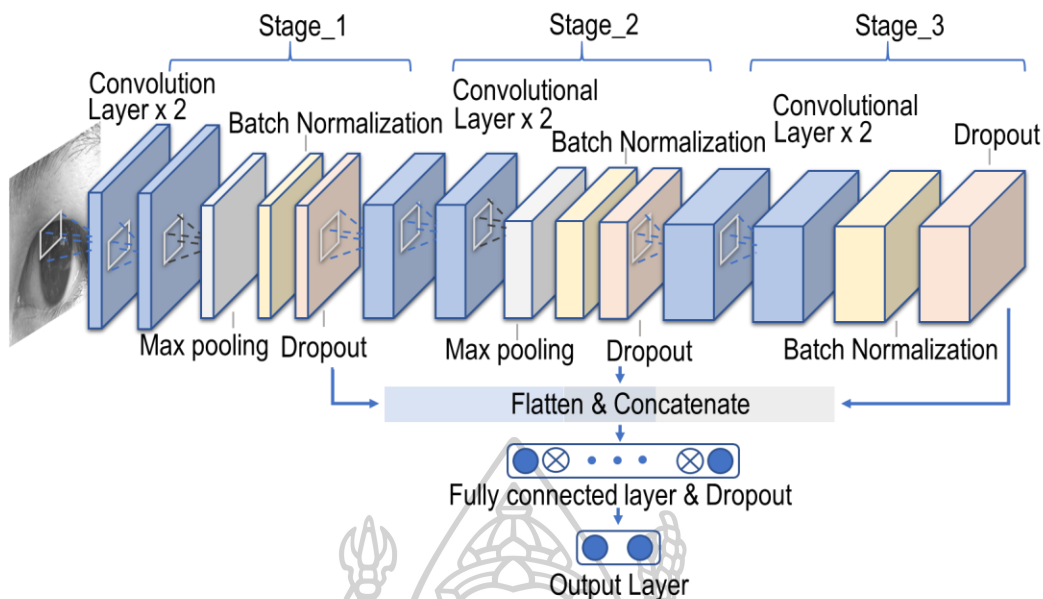 Stage_1
Stage_2
Stage_3
Convolution
Layer x 2
Batch Normalization
Convolutional
Layer x 2
Batch Normalization
Convolutional
Layer x 2
Dropout
Max pooling
Dropout
Max pooling
Dropout
Batch Normalization
Flatten & Concatenate
Fully connected layer & Dropout
Output Layer